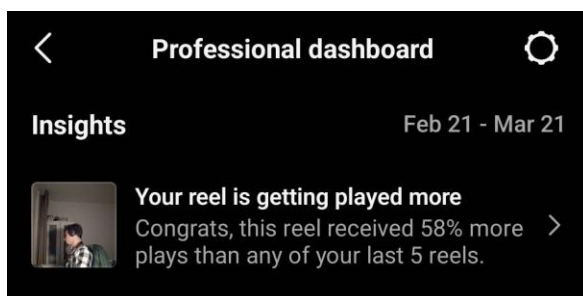 Professional dashboard
Insights
Feb 21 - Mar 21
Your reel is getting played more
Congrats, this reel received 58% more
plays than any of your last 5 reels.